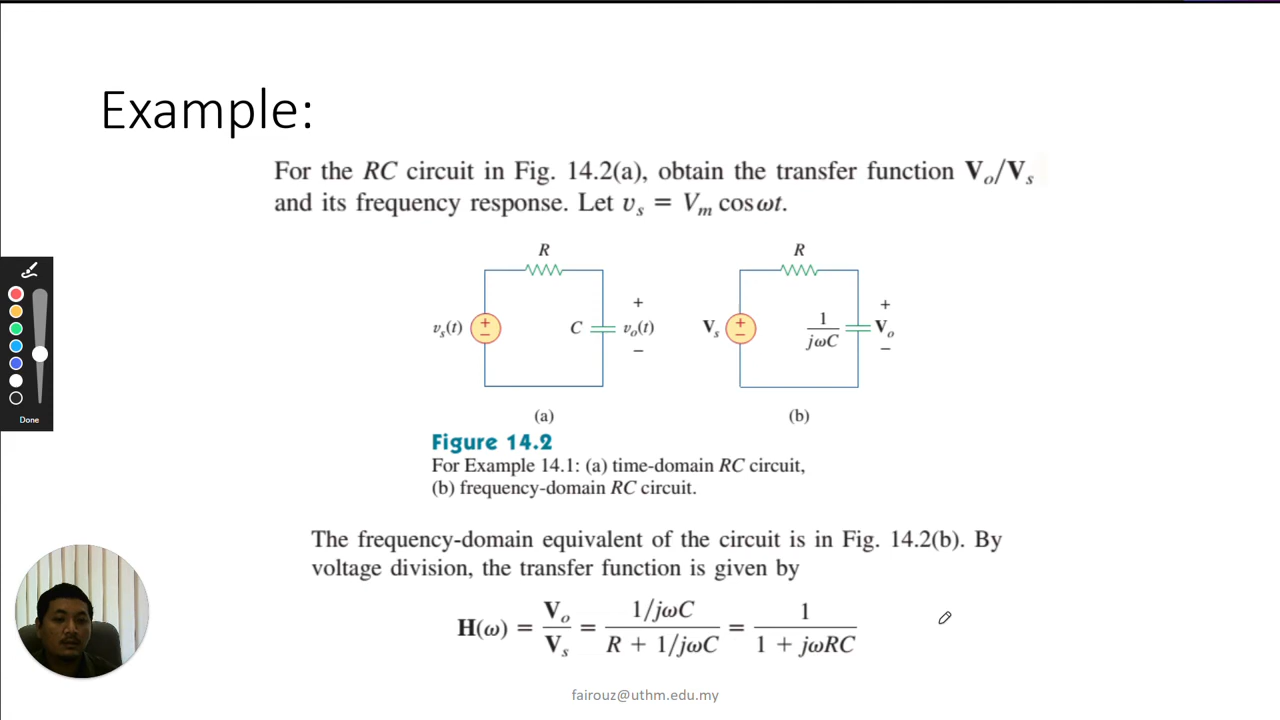 Example:
For the RC circuit in Fig. 14.2(a), obtain the transfer function Vₒ/Vₛ
and its frequency response. Let vₛ = Vₘ cos ωt.
R
R
+
+
+
−
vₛ(t)
C
vₒ(t)
−
Vₛ
+
−
1
jωC
Vₒ
−
(a)
(b)
Figure 14.2
For Example 14.1: (a) time-domain RC circuit,
(b) frequency-domain RC circuit.
The frequency-domain equivalent of the circuit is in Fig. 14.2(b). By
voltage division, the transfer function is given by
H(ω) = Vₒ/Vₛ = 1/jωC / R + 1/jωC = 1 / 1 + jωRC
Done
fairouz@uthm.edu.my